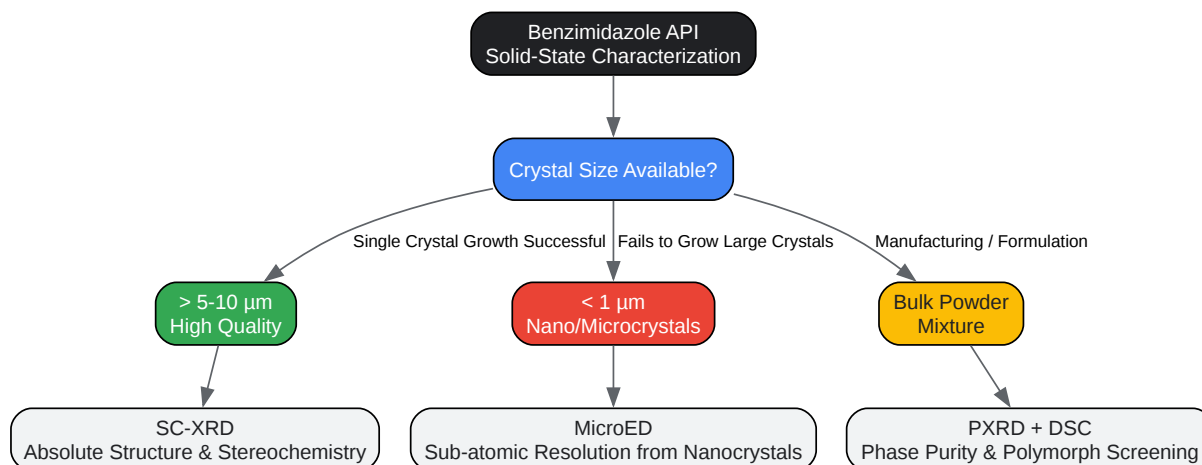 Benzimidazole API
Solid-State Characterization
Crystal Size Available?
Single Crystal Growth Successful
Fails to Grow Large Crystals
Manufacturing / Formulation
> 5-10 µm
High Quality
< 1 µm
Nano/Microcrystals
Bulk Powder
Mixture
SC-XRD
Absolute Structure & Stereochemistry
MicroED
Sub-atomic Resolution from Nanocrystals
PXRD + DSC
Phase Purity & Polymorph Screening